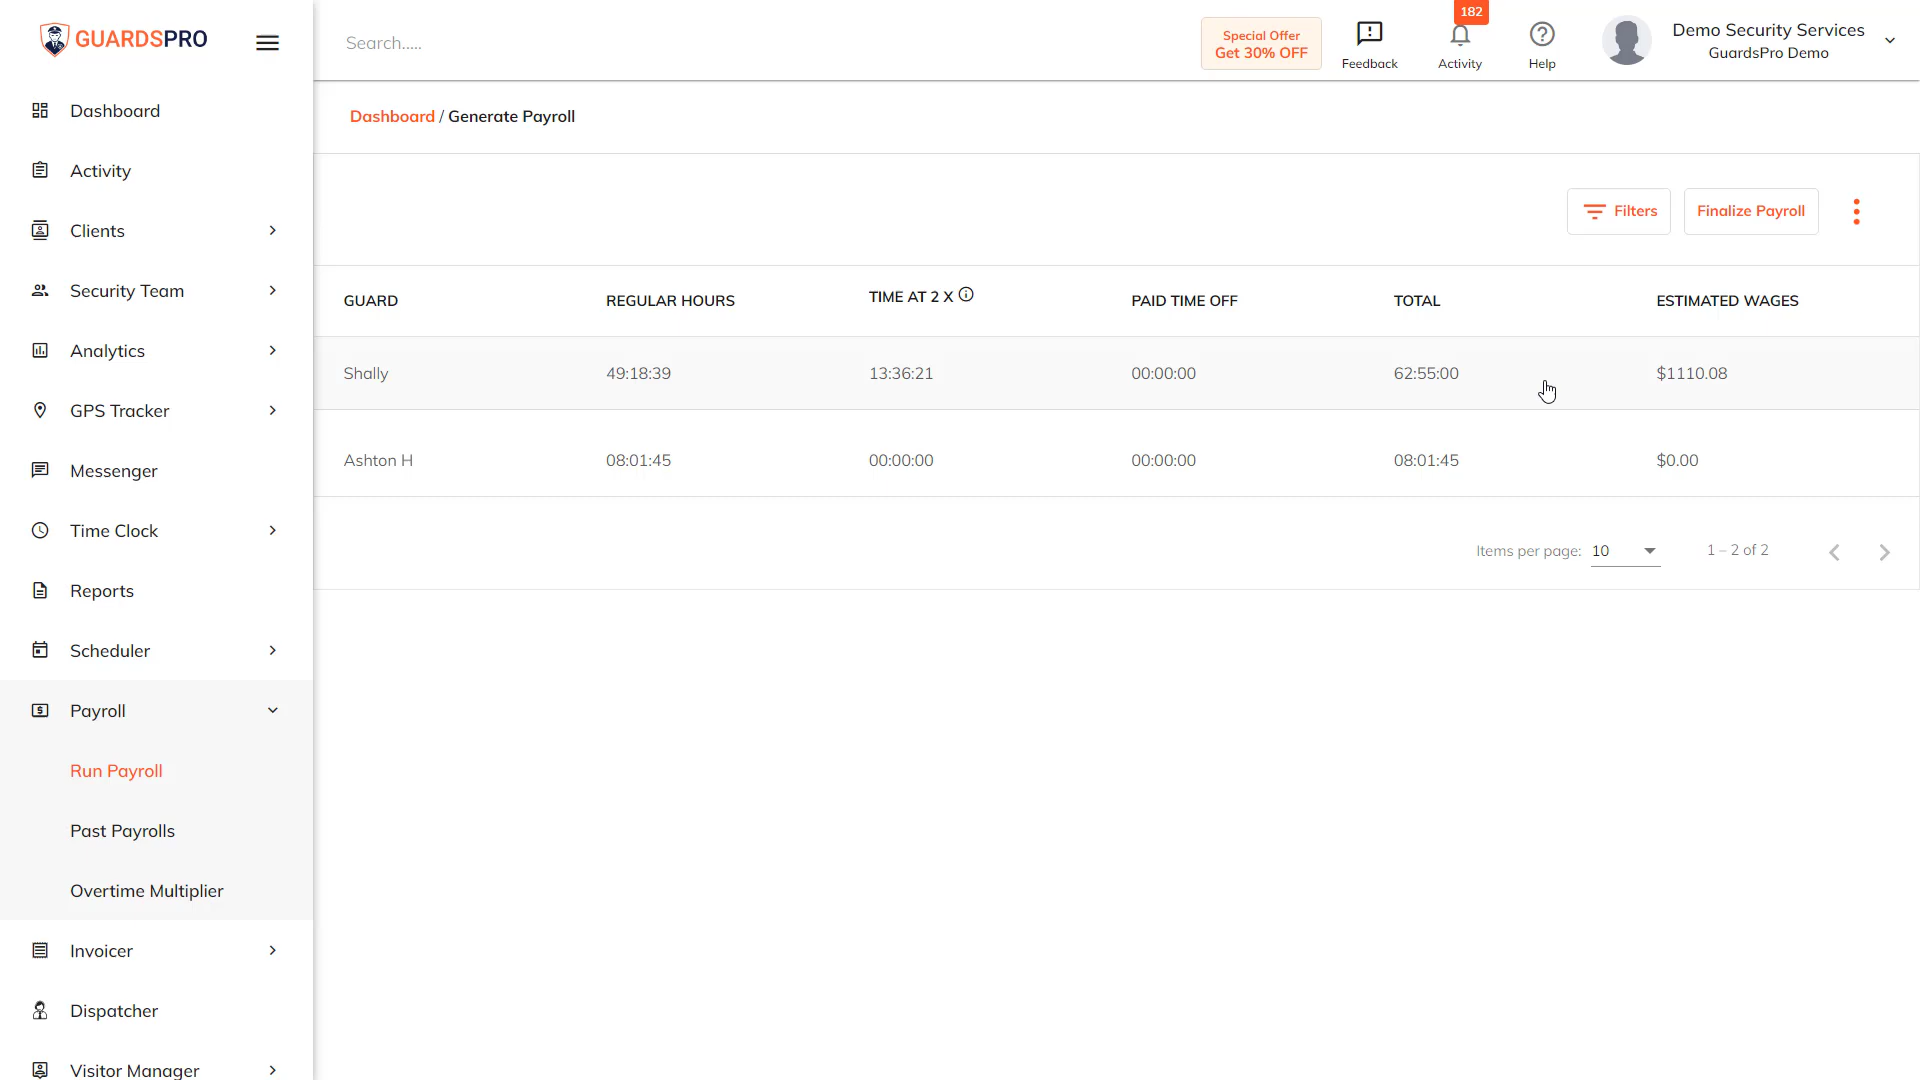 GUARDSPRO
Search.....
Special Offer
Get 30% OFF
Feedback
182
Activity
Help
Demo Security Services
GuardsPro Demo
Dashboard
Activity
Clients
Security Team
Analytics
GPS Tracker
Messenger
Time Clock
Reports
Scheduler
Payroll
Run Payroll
Past Payrolls
Overtime Multiplier
Invoicer
Dispatcher
Visitor Manager
Dashboard / Generate Payroll
Filters
Finalize Payroll
GUARD REGULAR HOURS TIME AT 2 X PAID TIME OFF TOTAL ESTIMATED WAGES
Shally 49:18:39 13:36:21 00:00:00 62:55:00 $1110.08
Ashton H 08:01:45 00:00:00 00:00:00 08:01:45 $0.00
Items per page: 10 1 – 2 of 2